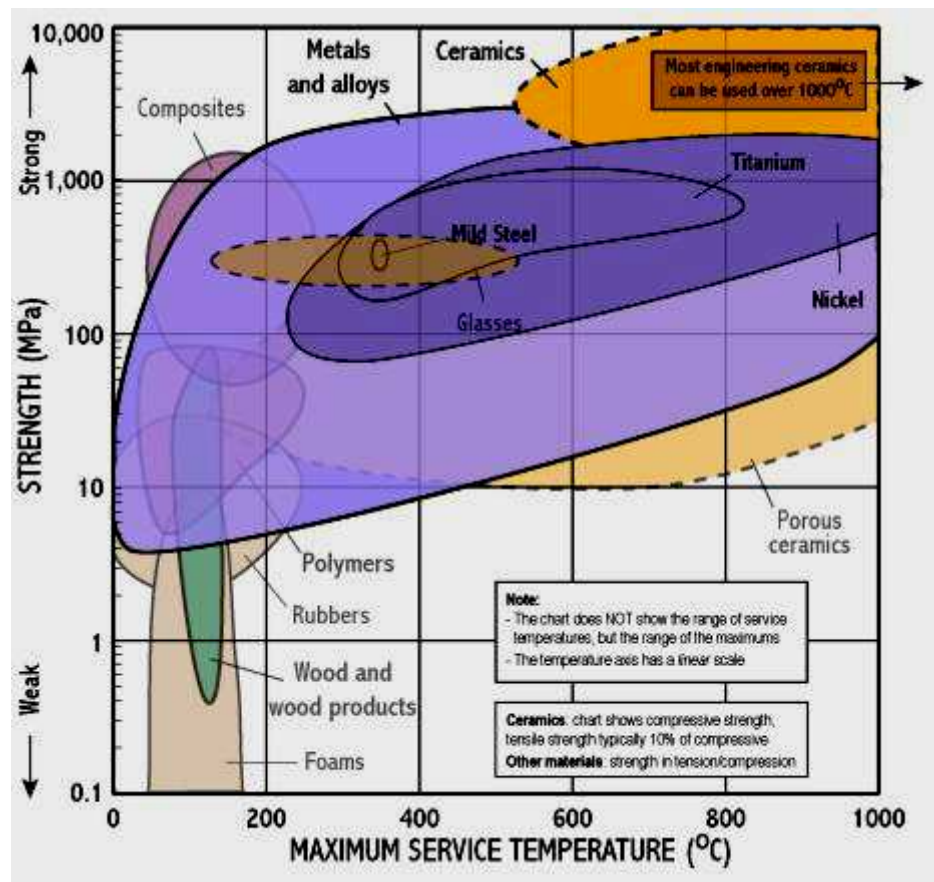 10,000
1,000
100
10
1
0.1
Strong
STRENGTH (MPa)
Weak
Metals
and alloys
Ceramics
Most engineering ceramics
can be used over 1000°C
Composites
Titanium
Mild Steel
Glasses
Nickel
Porous
ceramics
Polymers
Rubbers
Wood and
wood products
Foams
Note:
- The chart does NOT show the range of service
temperatures, but the range of the maximums
- The temperature axis has a linear scale
Ceramics: chart shows compressive strength,
tensile strength typically 10% of compressive
Other materials: strength in tension/compression
0 200 400 600 800 1000
MAXIMUM SERVICE TEMPERATURE (°C)